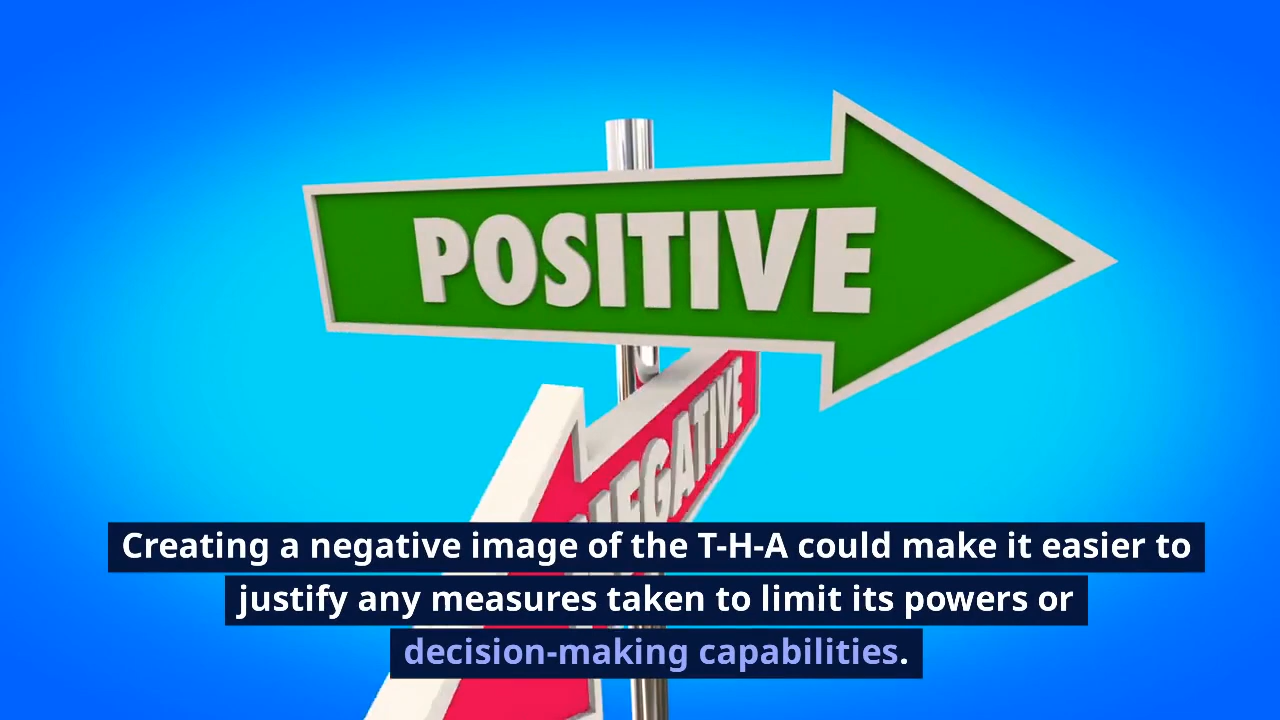 POSITIVE
NEGATIVE
Creating a negative image of the T-H-A could make it easier to
justify any measures taken to limit its powers or
decision-making capabilities.